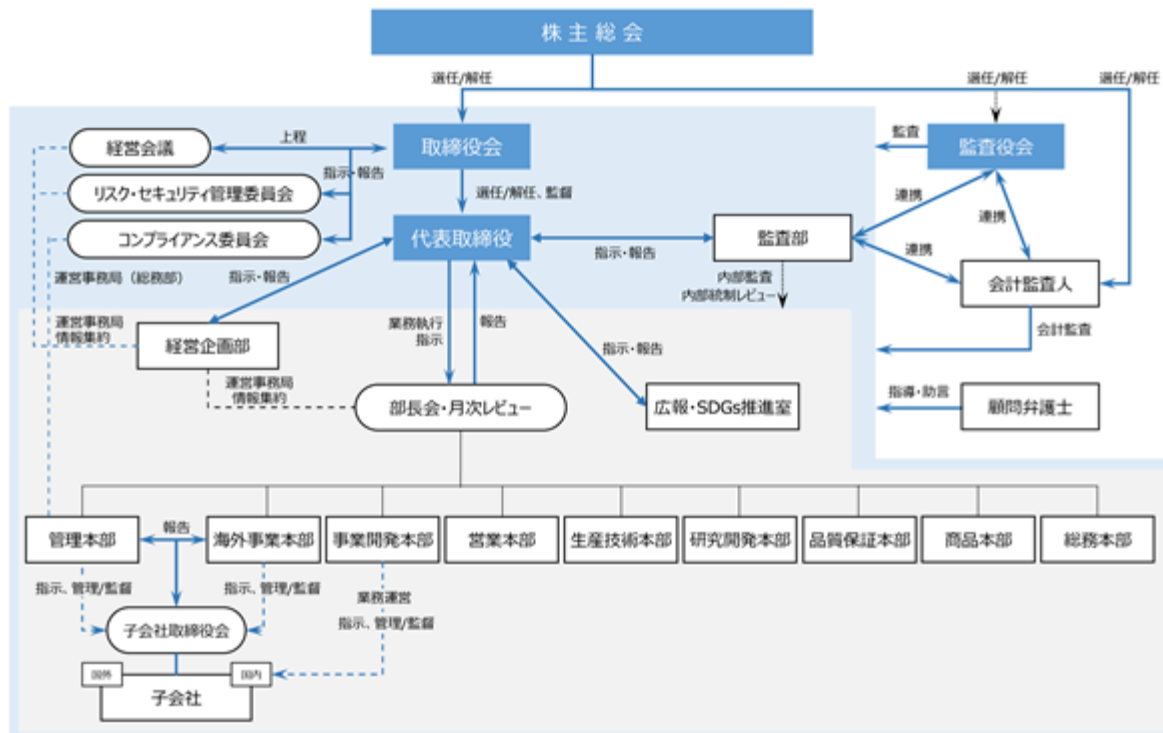 株主総会
選任/解任
選任/解任
選任/解任
経営会議
上程
取締役会
監査
監査役会
指示・報告
リスク・セキュリティ管理委員会
選任/解任、監督
連携
連携
コンプライアンス委員会
代表取締役
指示・報告
監査部
連携
運営事務局（総務部）
指示・報告
内部監査
内部統制レビュー
会計監査人
運営事務局
情報集約
経営企画部
業務執行
指示
報告
指示・報告
会計監査
運営事務局
情報集約
部長会・月次レビュー
広報・SDGs推進室
指導・助言
顧問弁護士
管理本部
報告
海外事業本部
事業開発本部
営業本部
生産技術本部
研究開発本部
品質保証本部
商品本部
総務本部
指示、管理/監督
指示、管理/監督
業務運営
指示、管理/監督
子会社取締役会
国外
国内
子会社